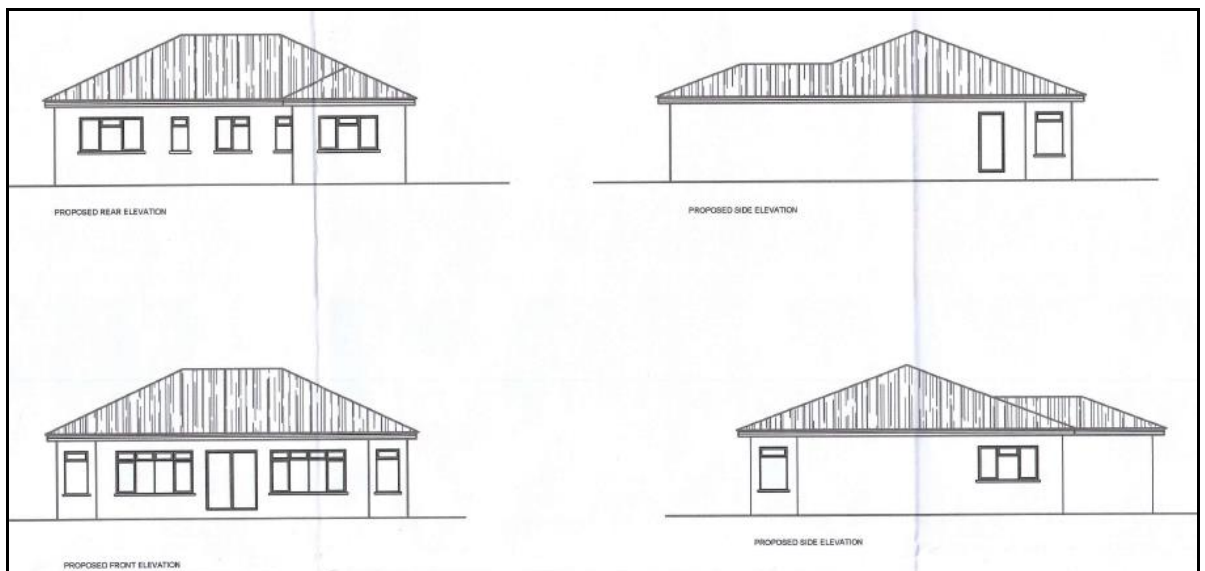 PROPOSED REAR ELEVATION
PROPOSED SIDE ELEVATION
PROPOSED FRONT ELEVATION
PROPOSED SIDE ELEVATION